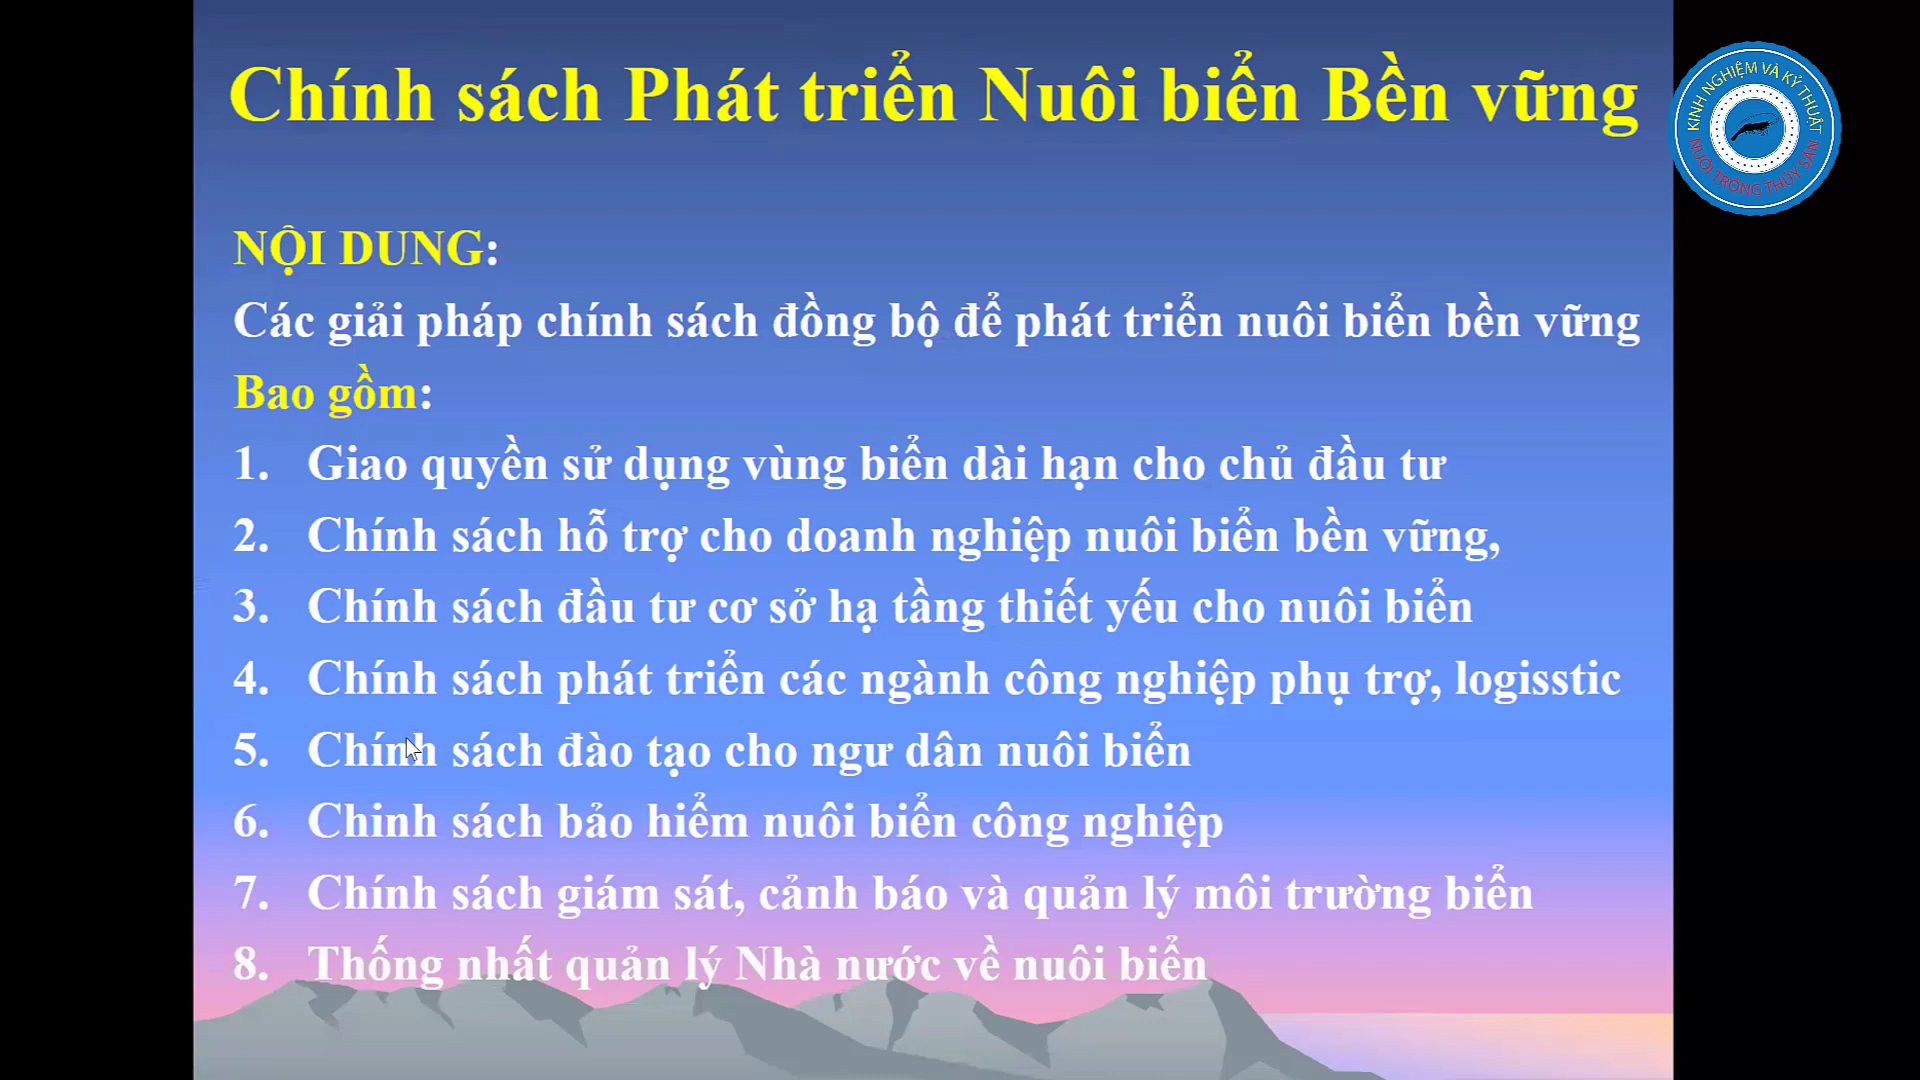 Chính sách Phát triển Nuôi biển Bền vững
KINH NGHIỆM VÀ KỸ THUẬT
NUÔI TRỒNG THỦY SẢN
NỘI DUNG:
Các giải pháp chính sách đồng bộ để phát triển nuôi biển bền vững
Bao gồm:
1. Giao quyền sử dụng vùng biển dài hạn cho chủ đầu tư
2. Chính sách hỗ trợ cho doanh nghiệp nuôi biển bền vững,
3. Chính sách đầu tư cơ sở hạ tầng thiết yếu cho nuôi biển
4. Chính sách phát triển các ngành công nghiệp phụ trợ, logisstic
5. Chính sách đào tạo cho ngư dân nuôi biển
6. Chinh sách bảo hiểm nuôi biển công nghiệp
7. Chính sách giám sát, cảnh báo và quản lý môi trường biển
8. Thống nhất quản lý Nhà nước về nuôi biển